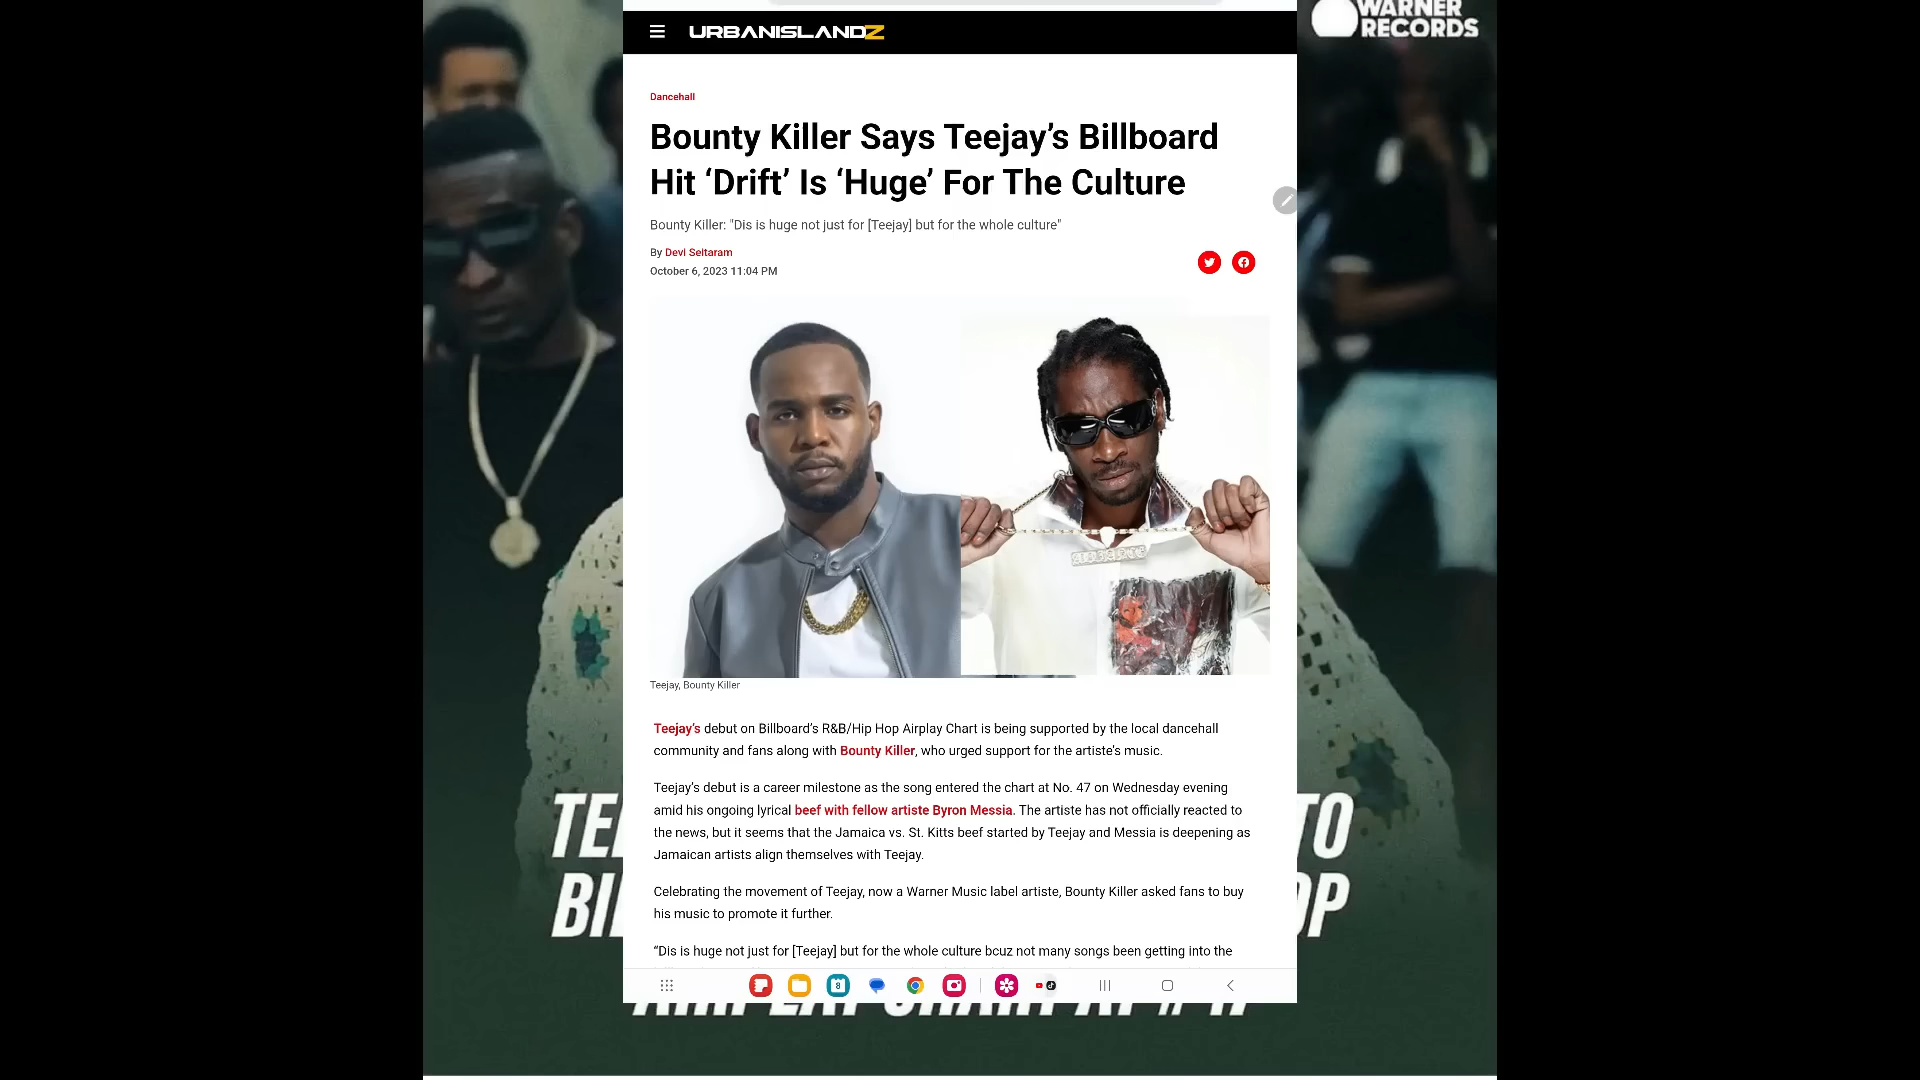 WARNER
RECORDS
URBANISLANDZ
Dancehall
Bounty Killer Says Teejay’s Billboard
Hit ‘Drift’ Is ‘Huge’ For The Culture
Bounty Killer: "Dis is huge not just for [Teejay] but for the whole culture"
By Devi Seitaram
October 6, 2023 11:04 PM
Teejay, Bounty Killer
Teejay’s debut on Billboard’s R&B/Hip Hop Airplay Chart is being supported by the local dancehall
community and fans along with Bounty Killer, who urged support for the artiste’s music.
Teejay’s debut is a career milestone as the song entered the chart at No. 47 on Wednesday evening
amid his ongoing lyrical beef with fellow artiste Byron Messia. The artiste has not officially reacted to
the news, but it seems that the Jamaica vs. St. Kitts beef started by Teejay and Messia is deepening as
Jamaican artists align themselves with Teejay.
Celebrating the movement of Teejay, now a Warner Music label artiste, Bounty Killer asked fans to buy
his music to promote it further.
“Dis is huge not just for [Teejay] but for the whole culture bcuz not many songs been getting into the
TO
8